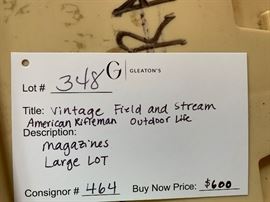 Lot # 348 G | GLEATON'S
Title: Vintage Field and Stream
American Rifleman Outdoor Life
Description:
Magazines
Large LOT
Consignor # 464 Buy Now Price: $600